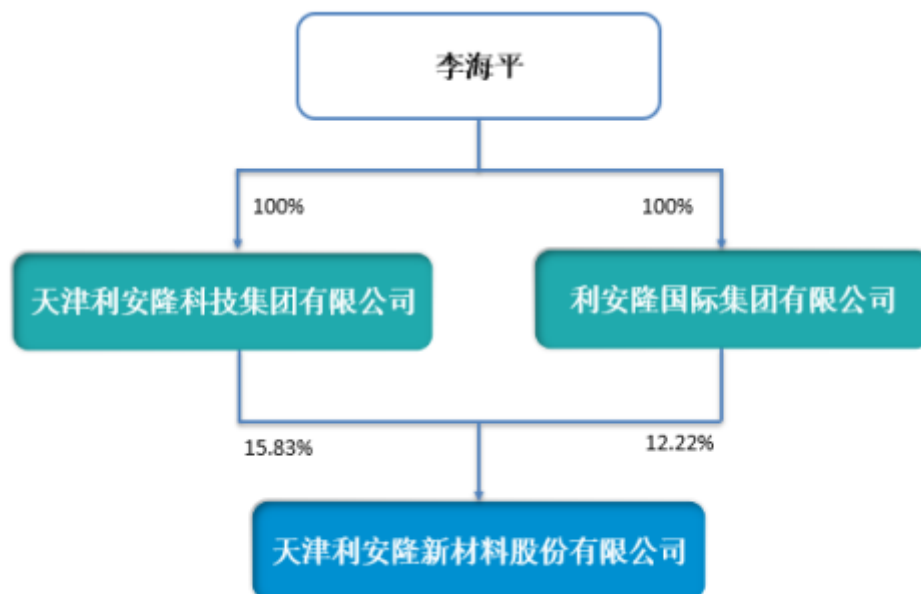 李海平
100%
100%
天津利安隆科技集团有限公司
利安隆国际集团有限公司
15.83%
12.22%
天津利安隆新材料股份有限公司